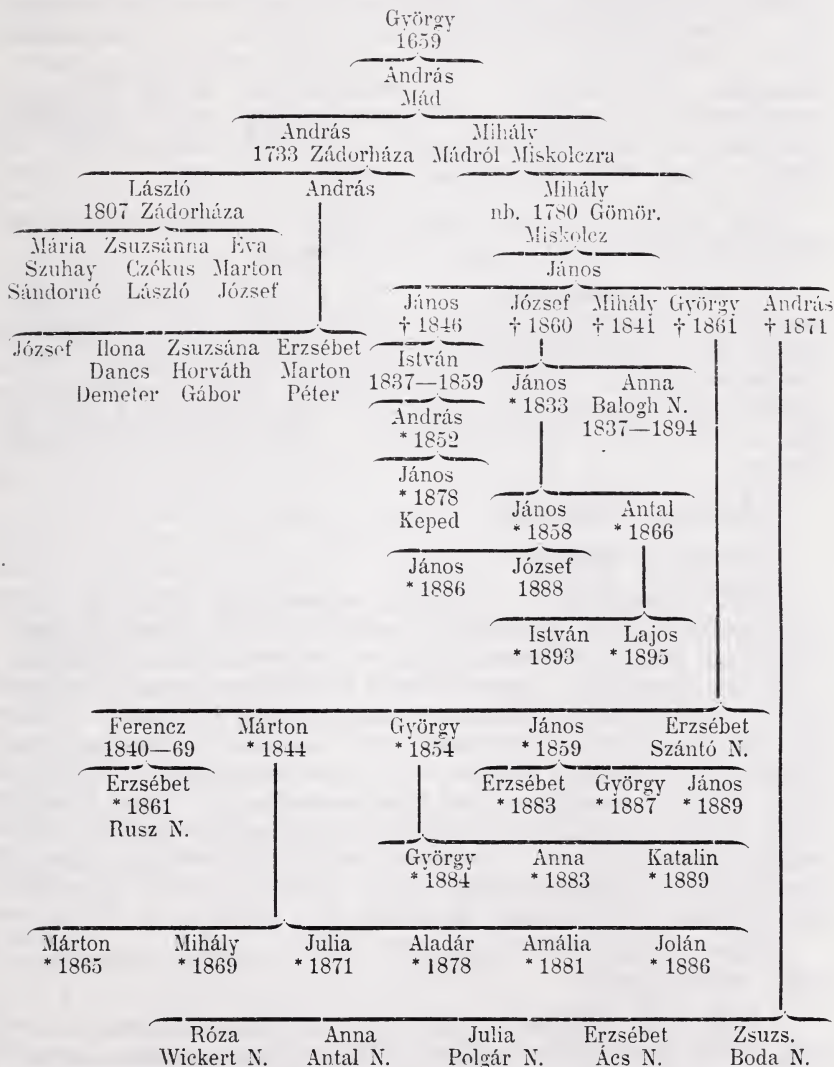 György
1659
András
Mád
András Mihály
1733 Zádorháza Mádról Miskolczra
László András Mihály
1807 Zádorháza nb. 1780 Gömör.
Miskolcz
Mária Zsuzsánna Éva
Szuhay Czékus Marton
Sándorné László József
János
János József Mihály György András
† 1846 † 1860 † 1841 † 1861 † 1871
József Ilona Zsuzsána Erzsébet
Dancs Horváth Marton
Demeter Gábor Péter
István János Anna
1837—1859 * 1833 Balogh N.
1837—1894
András
* 1852
János
* 1878
Keped
János Antal
* 1858 * 1866
János József
* 1886 1888
István Lajos
* 1893 * 1895
Ferencz Márton György János Erzsébet
1840—69 * 1844 * 1854 * 1859 Szántó N.
Erzsébet Erzsébet György János
* 1861 * 1883 * 1887 * 1889
Rusz N.
György Anna Katalin
* 1884 * 1883 * 1889
Márton Mihály Julia Aladár Amália Jolán
* 1865 * 1869 * 1871 * 1878 * 1881 * 1886
Róza Anna Julia Erzsébet Zsuzs.
Wickert N. Antal N. Polgár N. Ács N. Boda N.